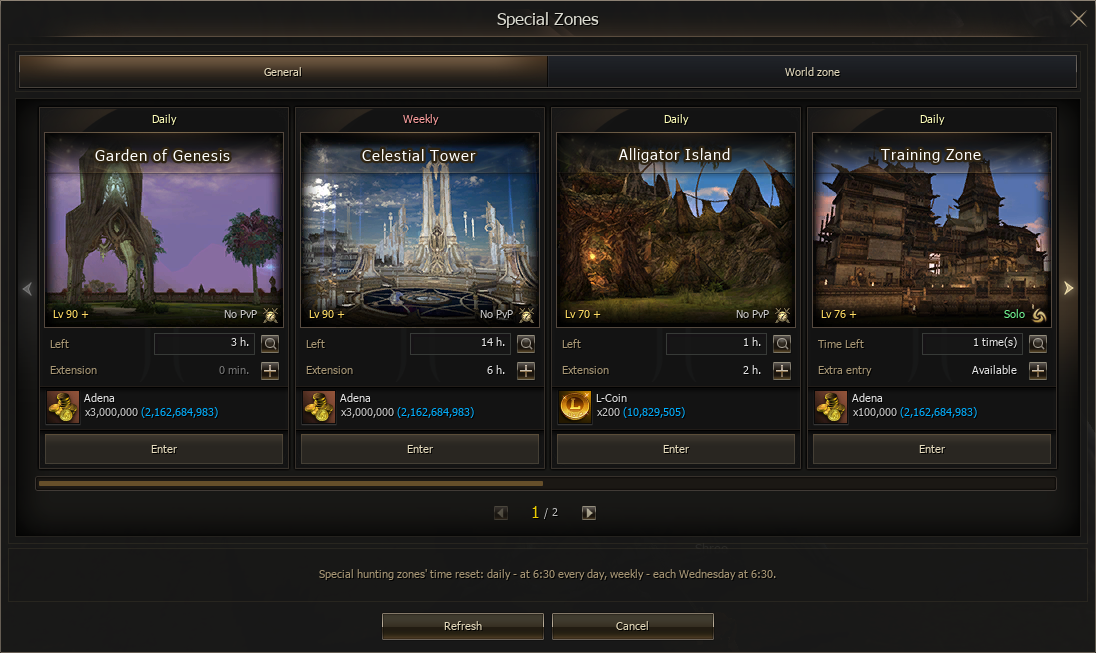 Special Zones
General
World zone
Daily
Garden of Genesis
Lv 90 +
No PvP
Left
3 h.
Extension
0 min.
Adena
x3,000,000 (2,162,684,983)
Enter
Weekly
Celestial Tower
Lv 90 +
No PvP
Left
14 h.
Extension
6 h.
Adena
x3,000,000 (2,162,684,983)
Enter
Daily
Alligator Island
Lv 70 +
No PvP
Left
1 h.
Extension
2 h.
L-Coin
x200 (10,829,505)
Enter
Daily
Training Zone
Lv 76 +
Solo
Time Left
1 time(s)
Extra entry
Available
Adena
x100,000 (2,162,684,983)
Enter
1 / 2
Special hunting zones' time reset: daily - at 6:30 every day, weekly - each Wednesday at 6:30.
Refresh
Cancel